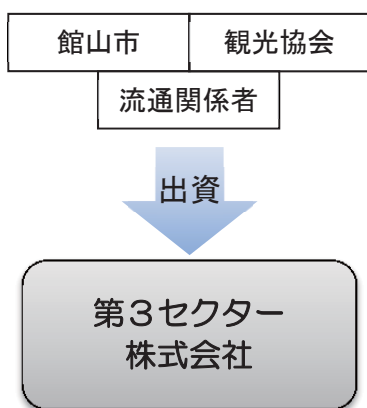 館山市
観光協会
流通関係者
出資
第３セクター
株式会社